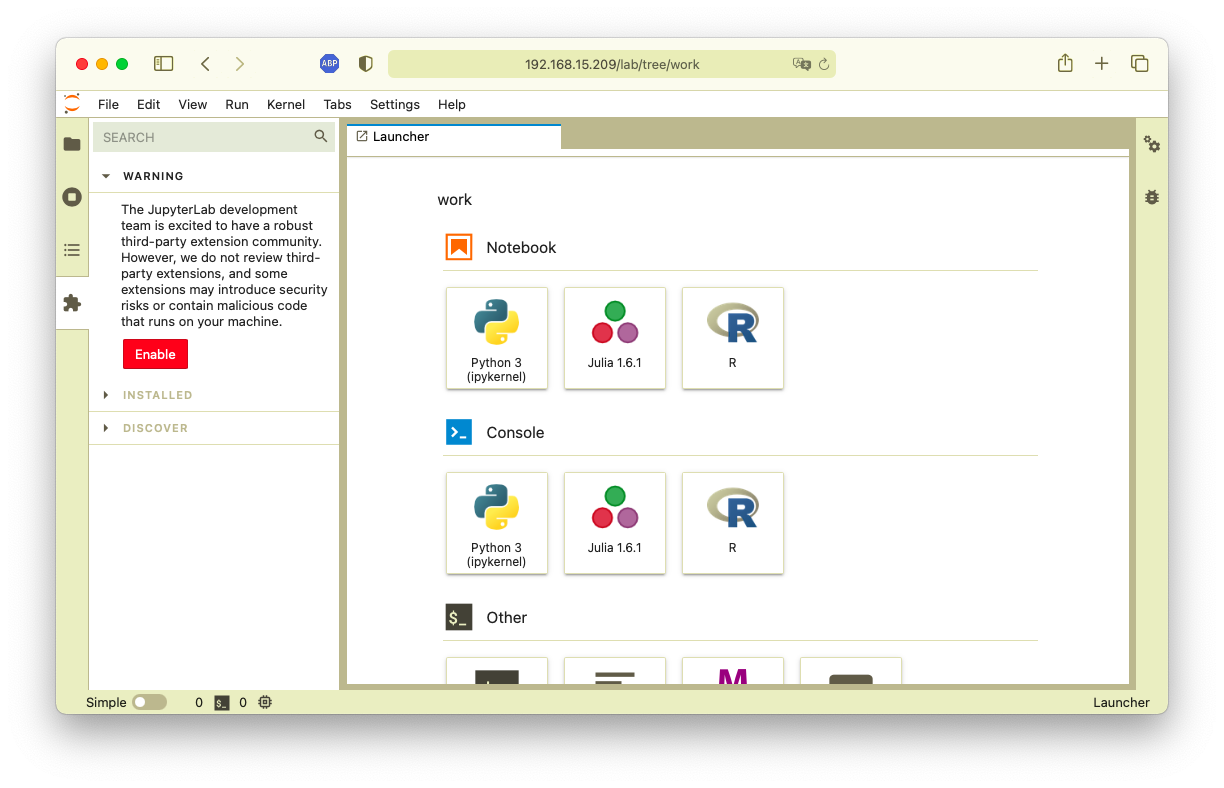 ABP
192.168.15.209/lab/tree/work
File Edit View Run Kernel Tabs Settings Help
SEARCH
Launcher
WARNING
The JupyterLab development
team is excited to have a robust
third-party extension community.
However, we do not review third-
party extensions, and some
extensions may introduce security
risks or contain malicious code
that runs on your machine.
Enable
INSTALLED
DISCOVER
work
Notebook
Python 3
(ipykernel)
Julia 1.6.1
R
R
Console
Python 3
(ipykernel)
Julia 1.6.1
R
R
$_
Other
M
Simple 0 $_ 0
Launcher